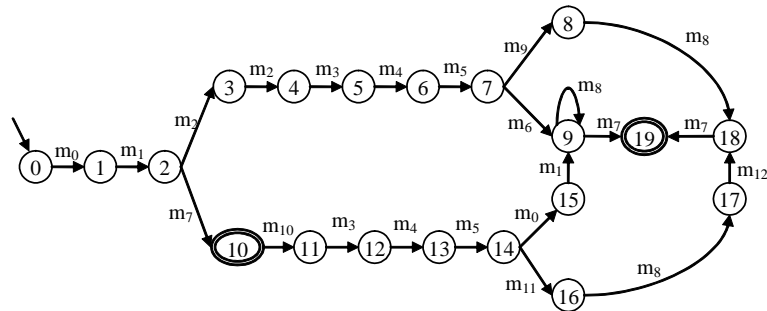 8
m₉
m₈
3
m₂
4
m₃
5
m₄
6
m₅
7
m₈
m₂
m₆
9
m₇
19
m₇
18
0
m₀
1
m₁
2
m₁
m₁₂
15
17
m₇
m₀
10
m₁₀
11
m₃
12
m₄
13
m₅
14
m₈
m₁₁
16